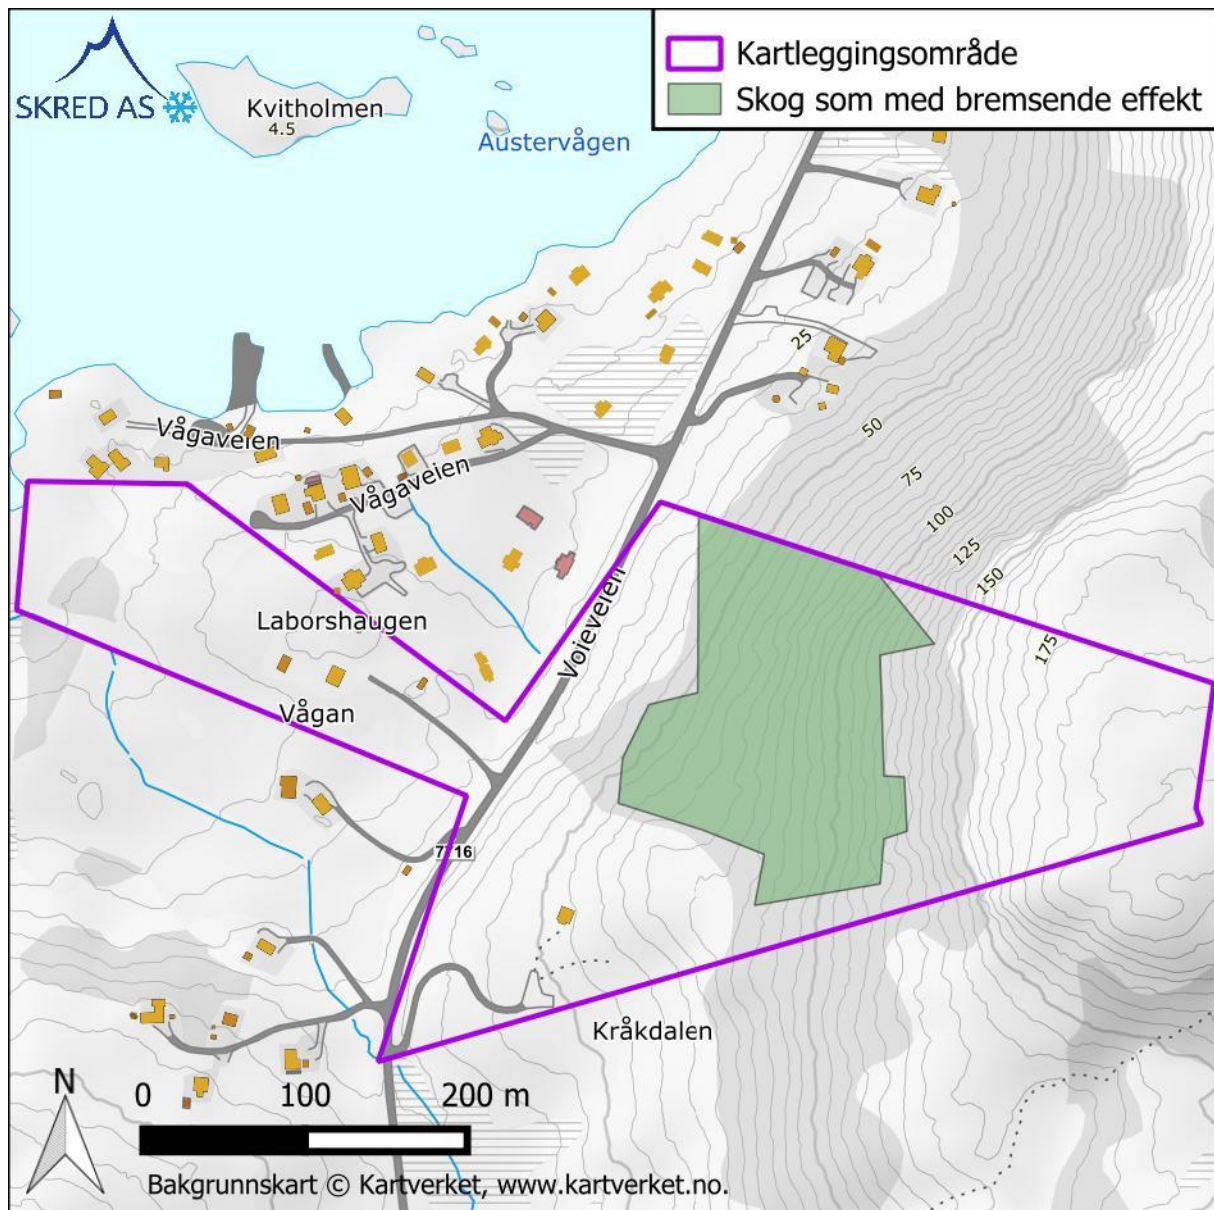 SKRED AS
Kvitholmen
4.5
Austervågen
Kartleggingsområde
Skog som med bremsende effekt
25
50
75
100
125
150
175
Vågaveien
Vågaveien
Voieveien
Laborshaugen
Vågan
7716
Kråkdalen
N
0 100 200 m
Bakgrunnskart © Kartverket, www.kartverket.no.